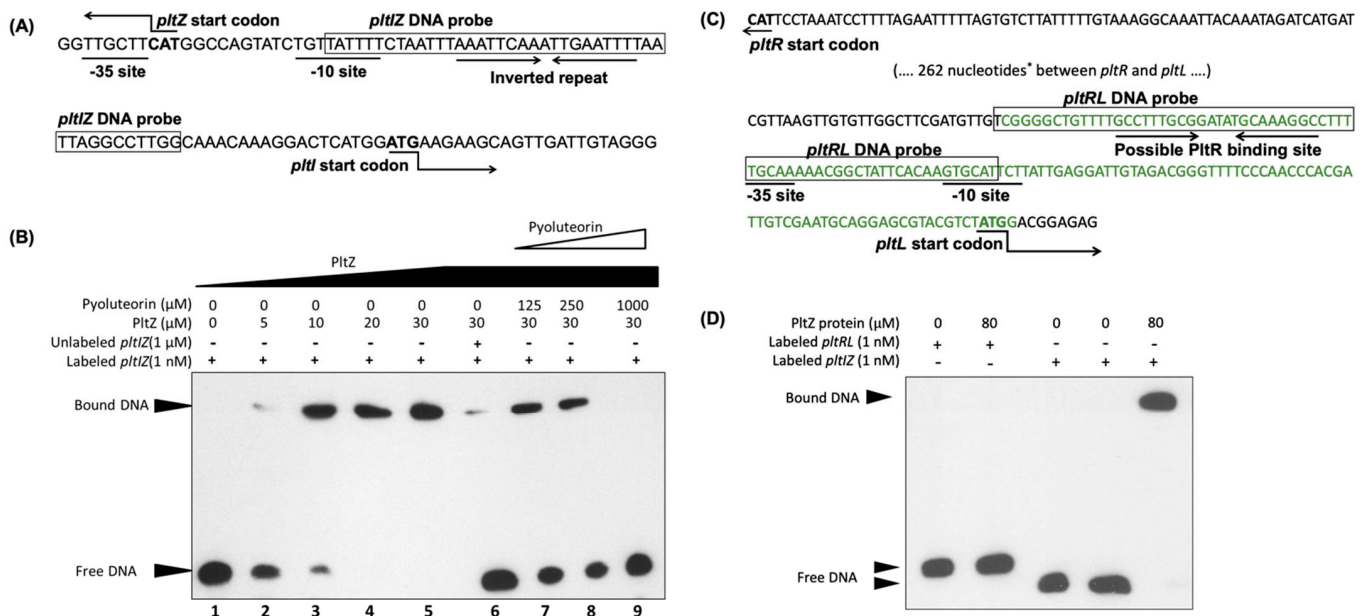 (A)
pltZ start codon
pltIZ DNA probe
GGTTGCTTCATGGCCAGTATCTGTTATTTTCTAATTTAAATTCAAATTGAATTTTAA
-35 site
-10 site
Inverted repeat
pltIZ DNA probe
TTAGGCCTTGGCAAACAAAGGACTCATGGATGAAGAAGCAGTTGATTGTAGGG
pltI start codon
(B)
Pyoluteorin
PltZ
Pyoluteorin (µM) 0 0 0 0 0 0 125 250 1000
PltZ (µM) 0 5 10 20 30 30 30 30 30
Unlabeled pltIZ(1 µM) - - - - - + - - -
Labeled pltIZ(1 nM) + + + + + + + + +
Bound DNA
Free DNA
1 2 3 4 5 6 7 8 9
(C)
CATTCCTAAATCCTTTTAGAATTTTTAGTGTCTTATTTTTGTAAAGGCAAATTACAAATAGATCATGAT
pltR start codon
(.... 262 nucleotides* between pltR and pltL ....)
pltRL DNA probe
CGTTAAGTTGTGTTGGCTTCGATGTTGTCGGGGCTGTTTTGCCTTTGCGGATATGCAAAGGCCTTT
Possible PltR binding site
pltRL DNA probe
TGCAAAAACGGCTATTCACAAGTGCATTCTTATTGAGGATTGTAGACGGGTTTTCCCAACCCACGA
-35 site
-10 site
TTGTCGAATGCAGGAGCGTACGTCTATGGACGGAGAG
pltL start codon
(D)
PltZ protein (µM) 0 80 0 0 80
Labeled pltRL (1 nM) + + - - -
Labeled pltIZ (1 nM) - - + + +
Bound DNA
Free DNA